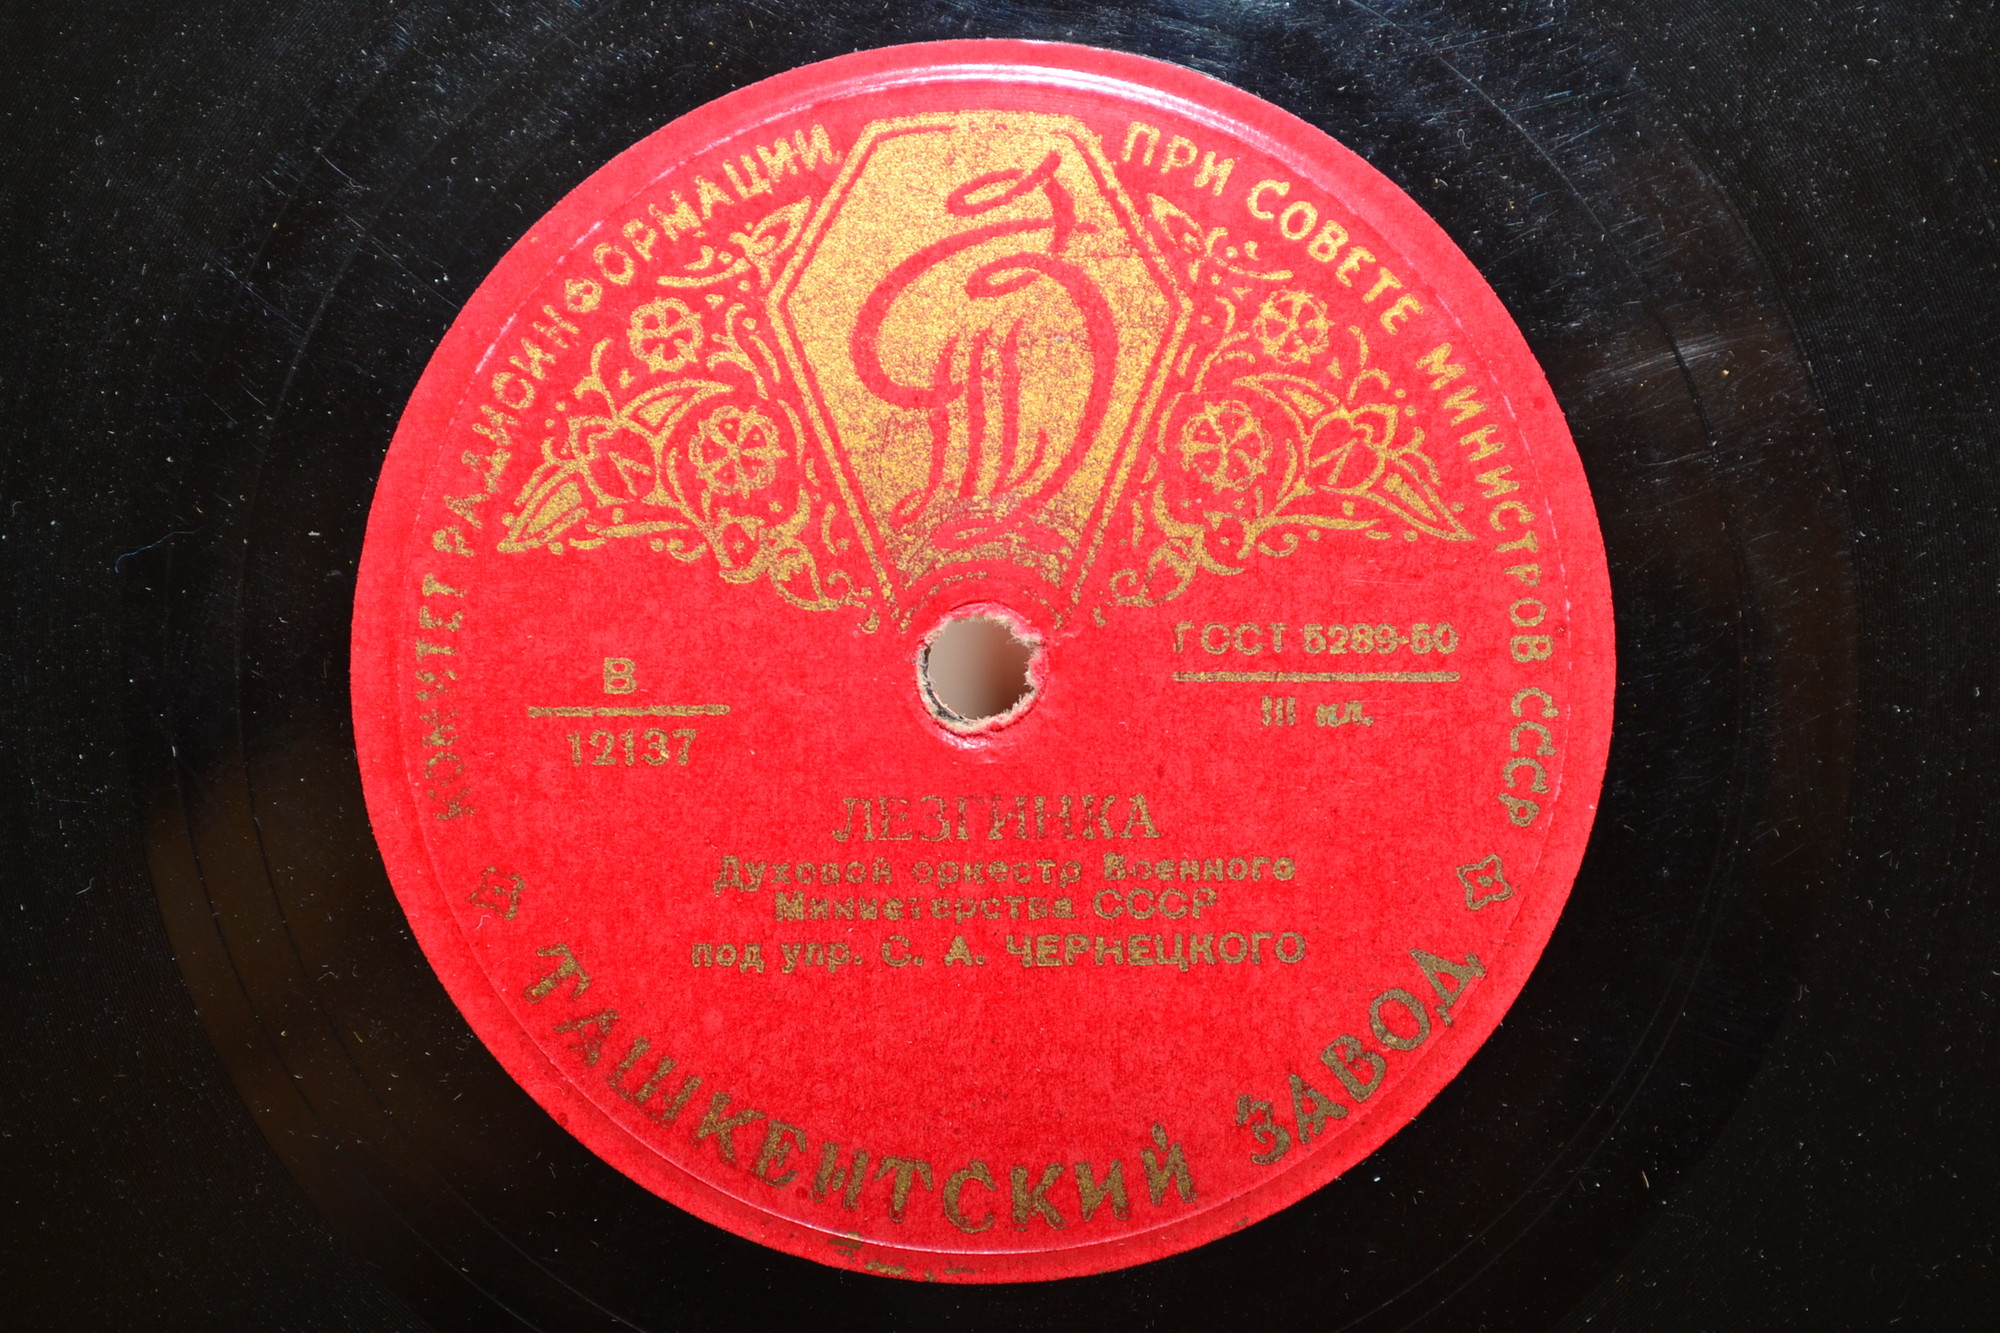 КОМИТЕТ РАДИОИНФОРМАЦИИ ПРИ СОВЕТЕ МИНИСТРОВ СССР
В
12137
ГОСТ 5289-50
III кл.
ЛЕЗГИНКА
Духовой оркестр Военного
Министерства СССР
под упр. С. А. ЧЕРНЕЦКОГО
ТАШКЕНТСКИЙ ЗАВОД